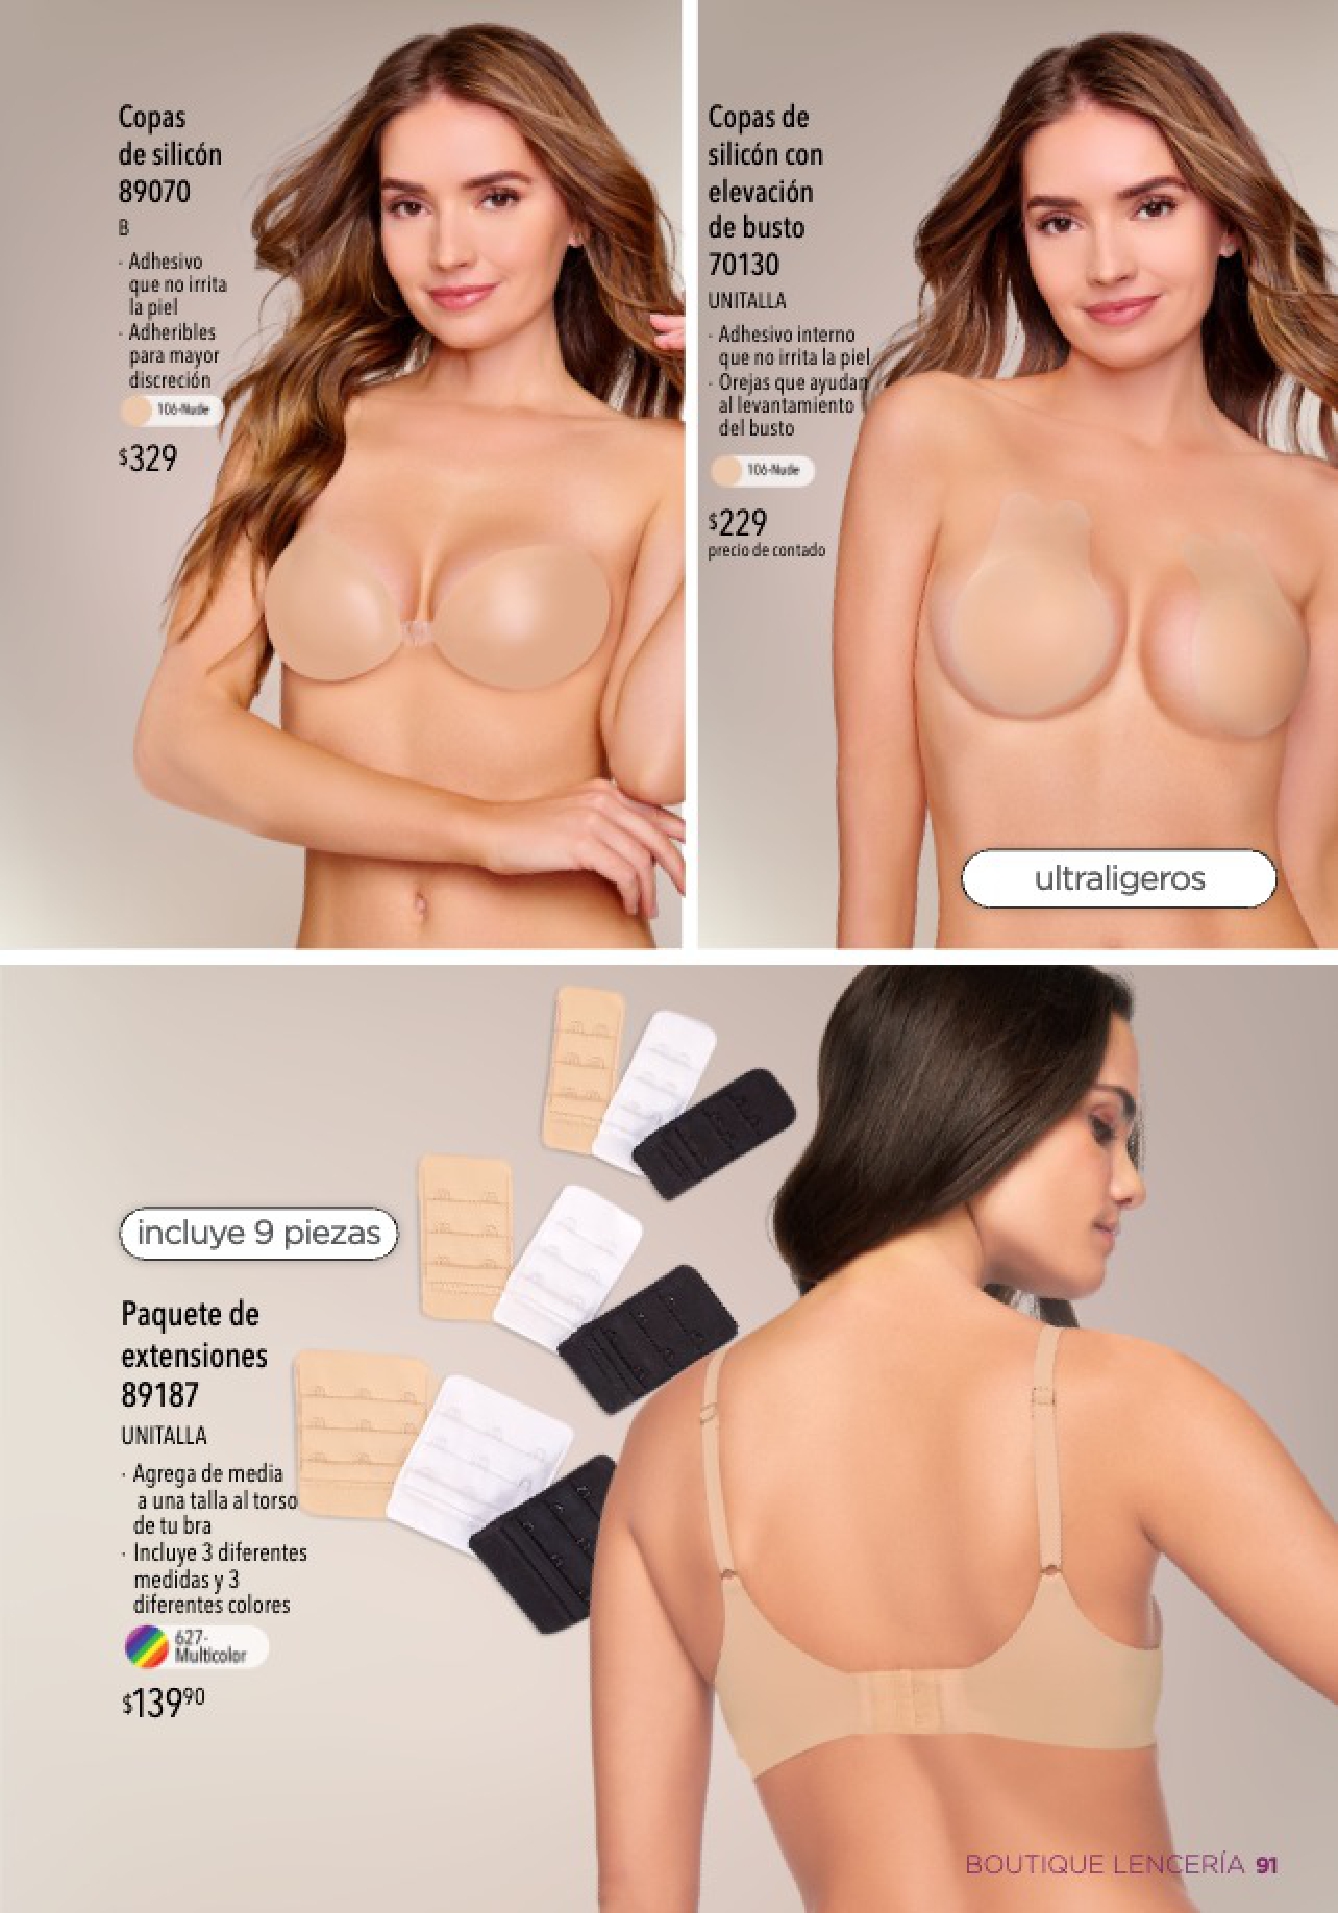 Copas
de silicón
89070
B
· Adhesivo
que no irrita
la piel
· Adheribles
para mayor
discreción
106-Nude
$329
Copas de
silicón con
elevación
de busto
70130
UNITALLA
· Adhesivo interno
que no irrita la piel
· Orejas que ayudan
al levantamiento
del busto
106-Nude
$229
precio de contado
ultraligeros
incluye 9 piezas
Paquete de
extensiones
89187
UNITALLA
· Agrega de media
a una talla al torso
de tu bra
· Incluye 3 diferentes
medidas y 3
diferentes colores
627-
Multicolor
$139⁹⁰
BOUTIQUE LENCERÍA 91